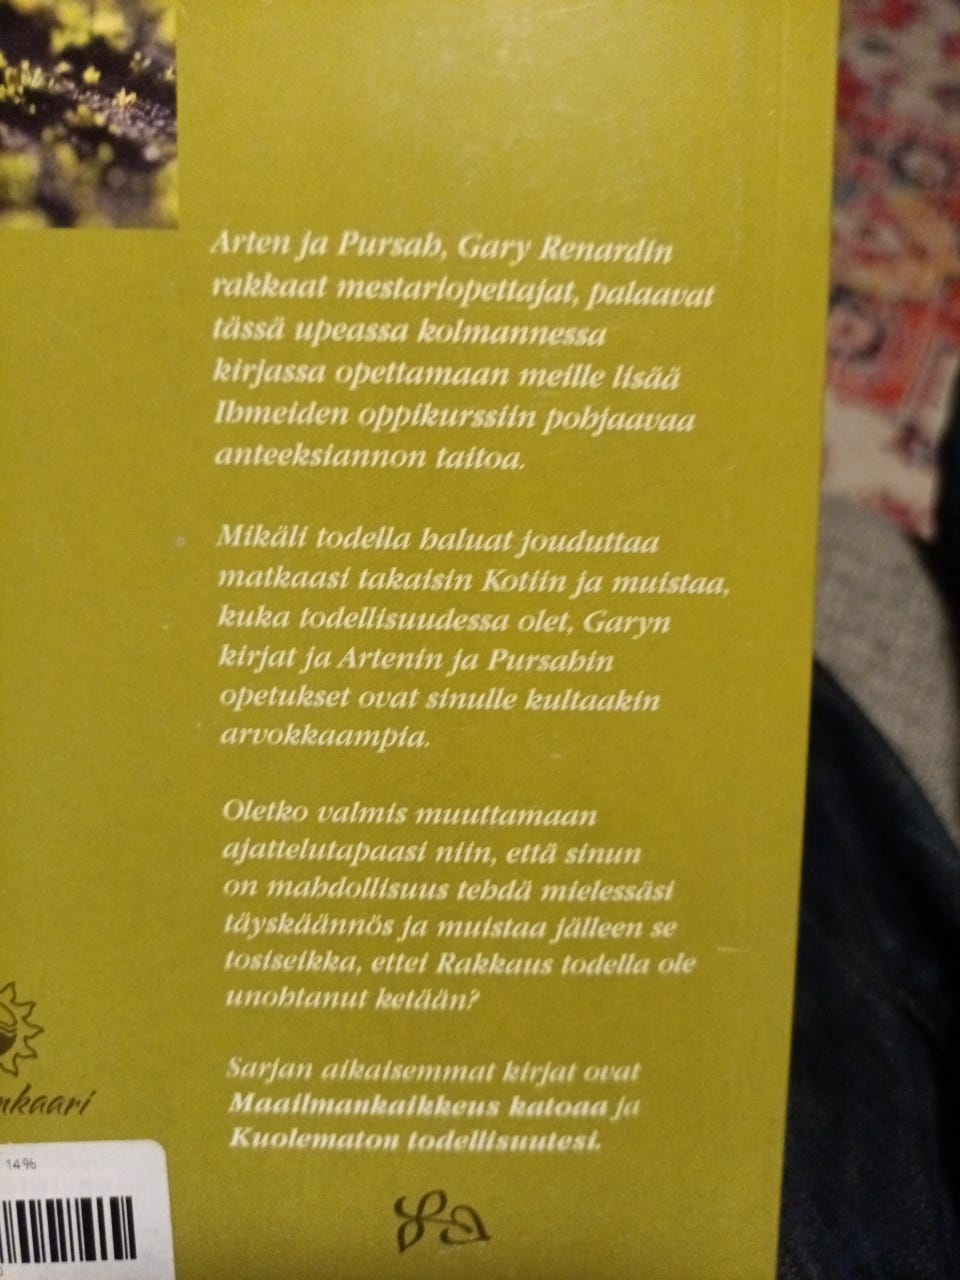 Arten ja Pursah, Gary Renardin
rakkaat mestariopettajat, palaavat
tässä upeassa kolmannessa
kirjassa opettamaan meille lisää
Ihmeiden oppikurssiin pohjaavaa
anteeksiannon taitoa.
Mikäli todella haluat jouduttaa
matkaasi takaisin Kotiin ja muistaa,
kuka todellisuudessa olet, Garyn
kirjat ja Artenin ja Pursahin
opetukset ovat sinulle kultaakin
arvokkaampia.
Oletko valmis muuttamaan
ajattelutapaasi niin, että sinun
on mahdollisuus tehdä mielessäsi
täyskäännös ja muistaa jälleen se
tosiseikka, ettei Rakkaus todella ole
unohtanut ketään?
Sarjan aikaisemmat kirjat ovat
Maailmankaikkeus katoaa ja
Kuolematon todellisuutesi.
nkaari
14%